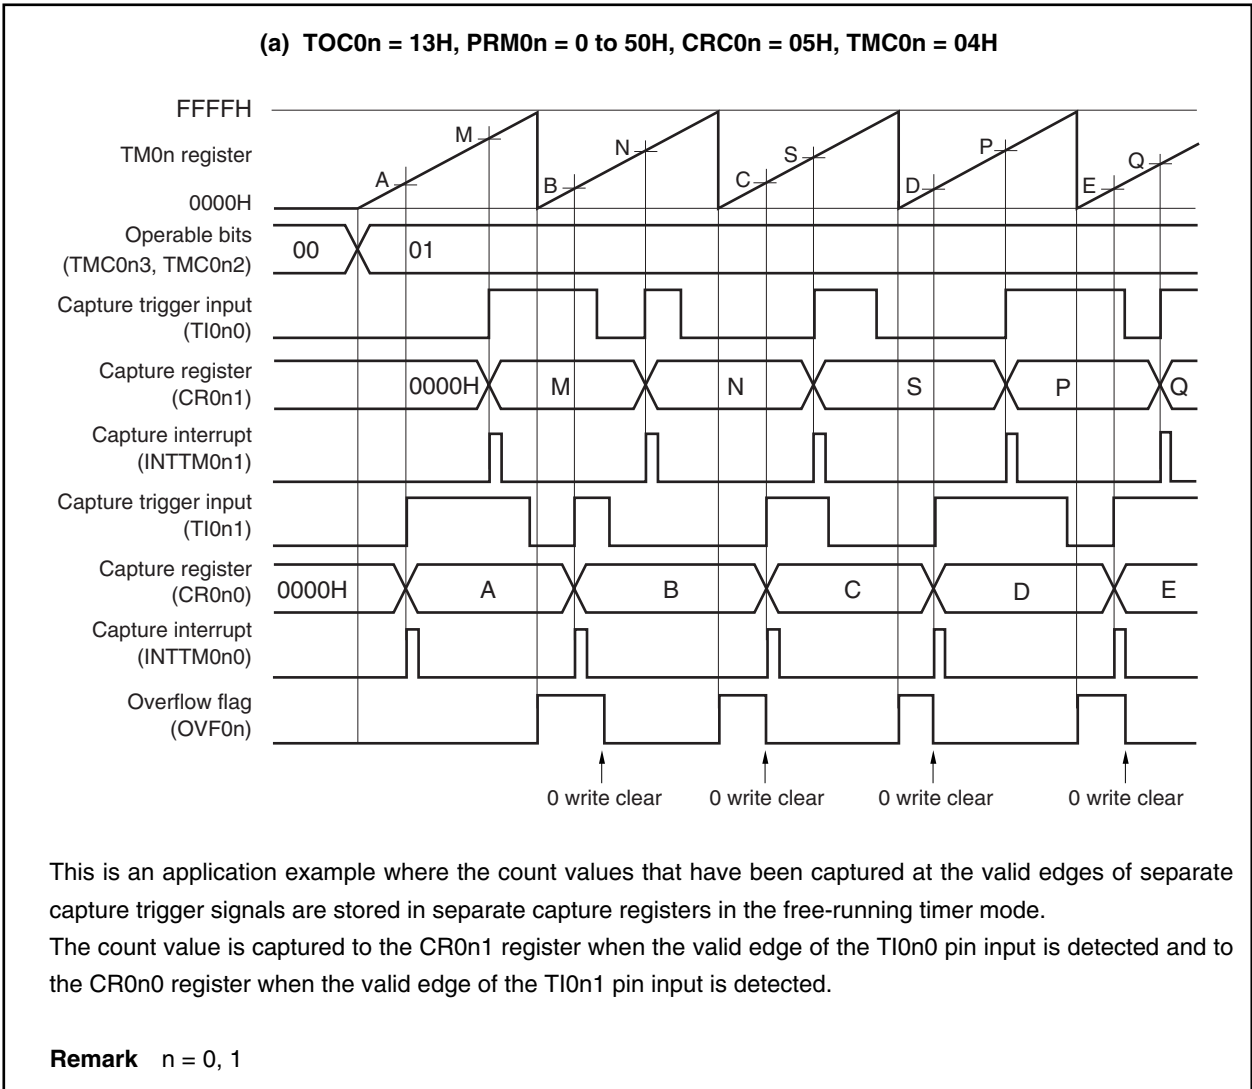 (a) TOC0n = 13H, PRM0n = 0 to 50H, CRC0n = 05H, TMC0n = 04H
FFFFH
TM0n register
0000H
A
M
B
N
C
S
D
P
E
Q
Operable bits
(TMC0n3, TMC0n2)
00
01
Capture trigger input
(TI0n0)
Capture register
(CR0n1)
0000H
M
N
S
P
Q
Capture interrupt
(INTTM0n1)
Capture trigger input
(TI0n1)
Capture register
(CR0n0)
0000H
A
B
C
D
E
Capture interrupt
(INTTM0n0)
Overflow flag
(OVF0n)
0 write clear
0 write clear
0 write clear
0 write clear
This is an application example where the count values that have been captured at the valid edges of separate
capture trigger signals are stored in separate capture registers in the free-running timer mode.
The count value is captured to the CR0n1 register when the valid edge of the TI0n0 pin input is detected and to
the CR0n0 register when the valid edge of the TI0n1 pin input is detected.
Remark n = 0, 1